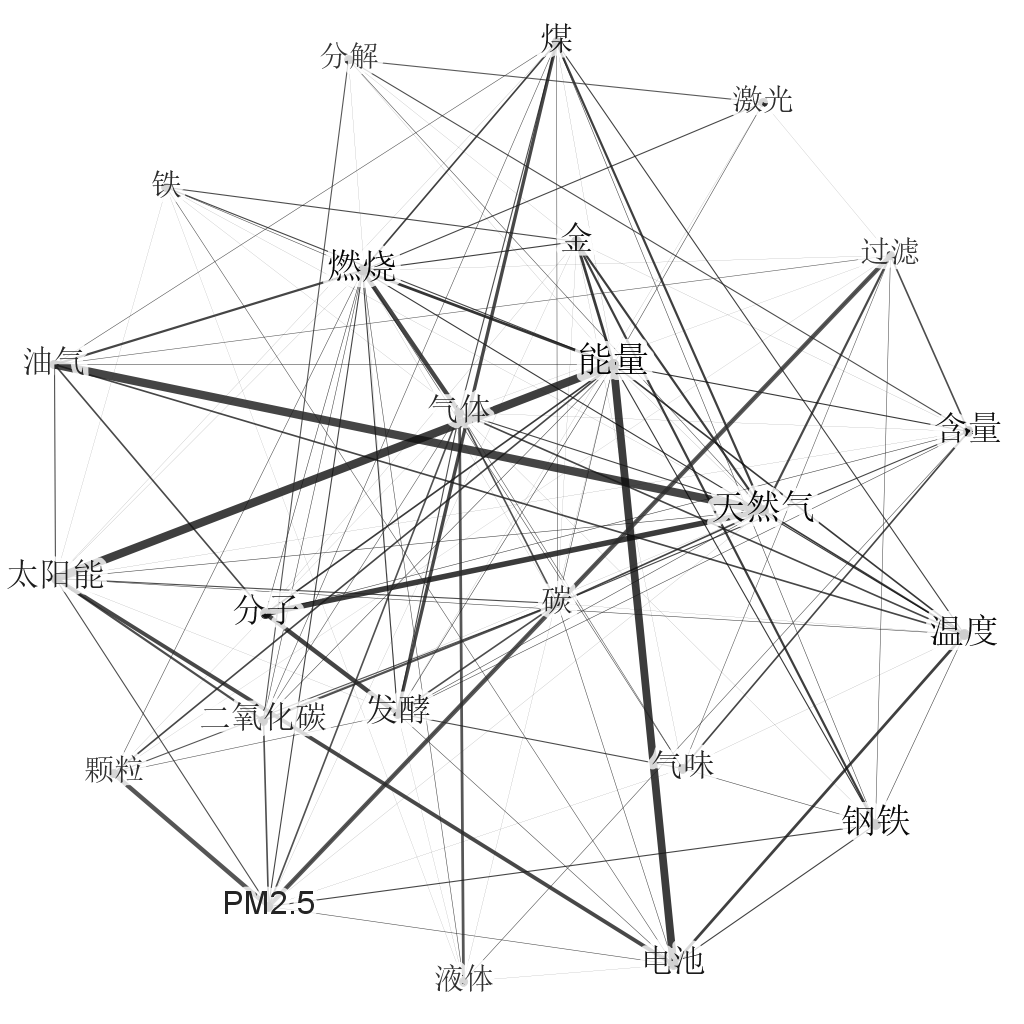 煤
分解
激光
铁
金
过滤
燃烧
能量
油气
气体
含量
天然气
太阳能
碳
分子
温度
发酵
二氧化碳
气味
颗粒
钢铁
PM2.5
电池
液体